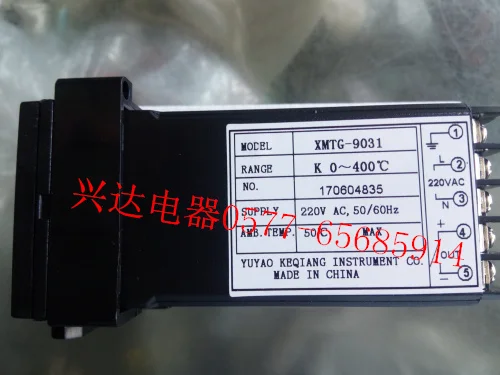 MODEL XMTG-9031
RANGE K 0～400℃
NO. 170604835
SUPPLY 220V AC, 50/60Hz
AMB.TEMP. 50℃ MAX
YUYAO KEQIANG INSTRUMENT CO.
MADE IN CHINA
1
L 2
220VAC
N 3
+ 4
OUT
— 5
兴达电器0577-65685911